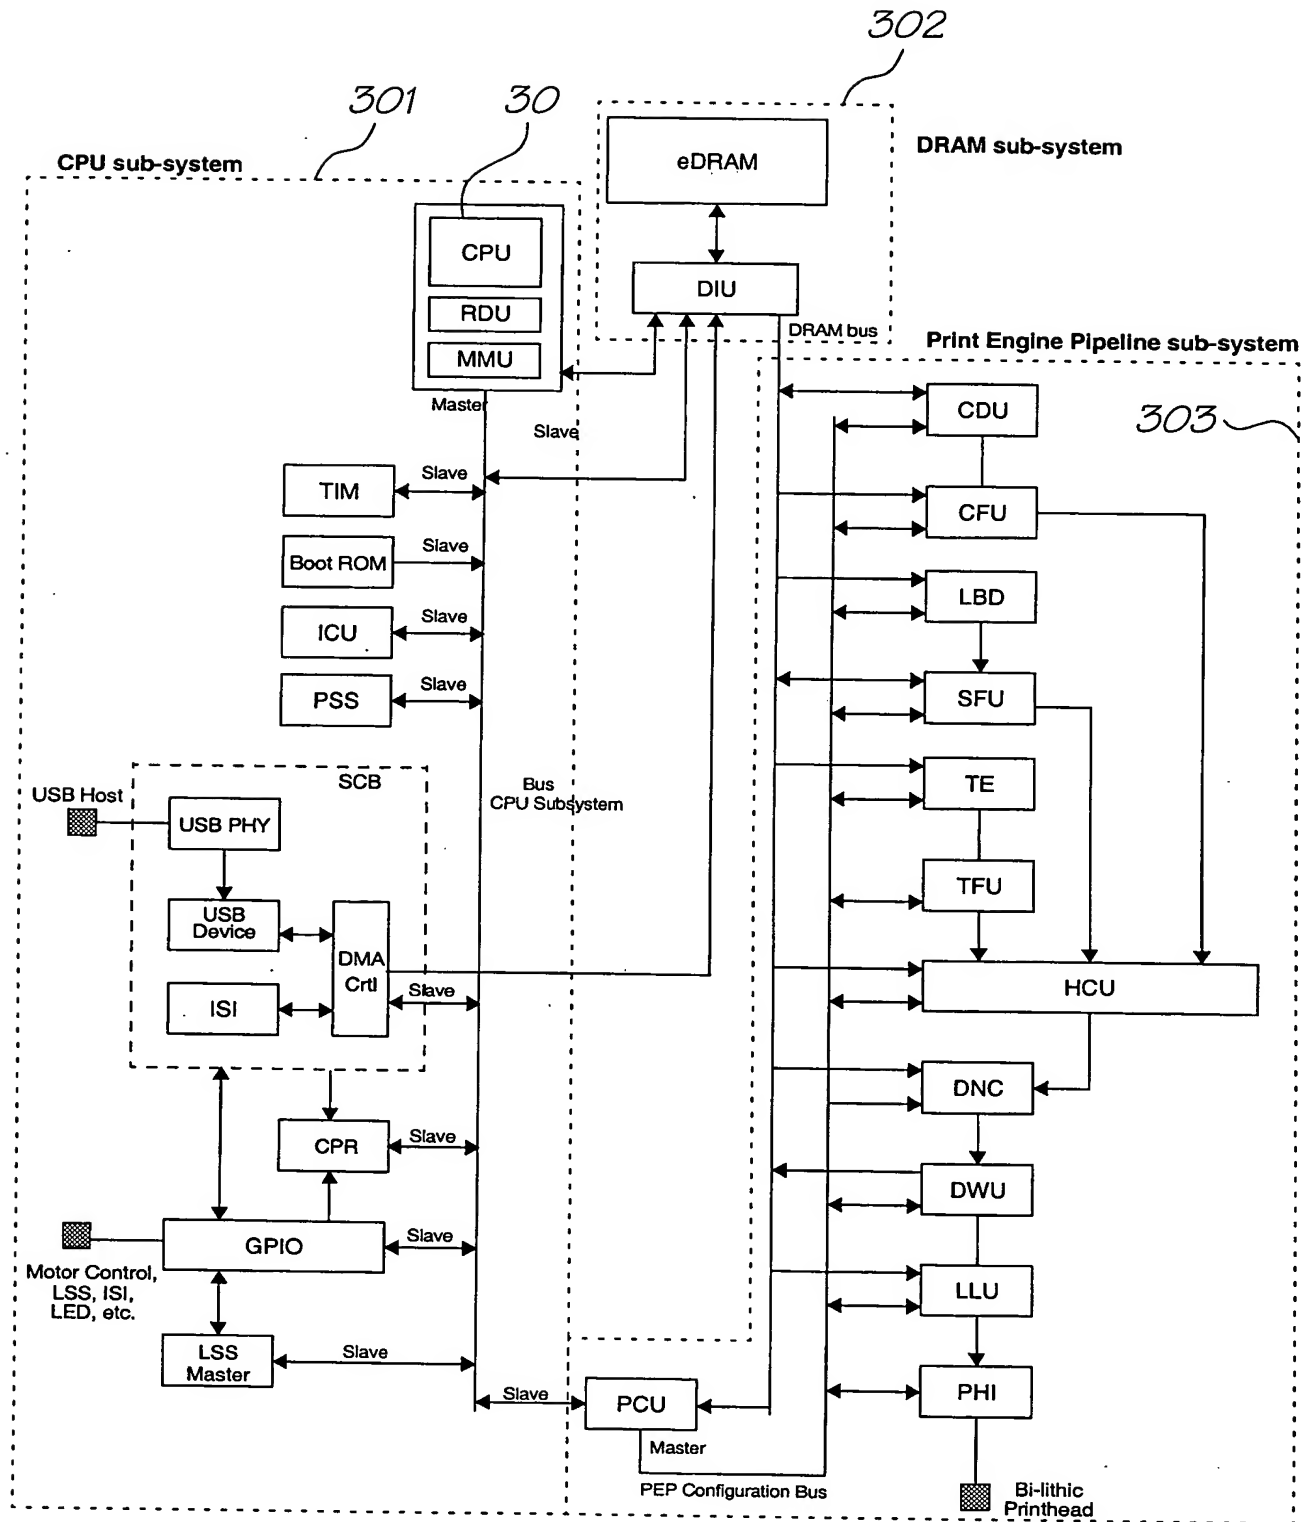 302
301
30
CPU sub-system
DRAM sub-system
eDRAM
CPU
DIU
RDU
DRAM bus
Print Engine Pipeline sub-system
MMU
Master
CDU
303
Slave
TIM
Slave
CFU
Boot ROM
Slave
LBD
ICU
Slave
PSS
Slave
SFU
SCB
Bus
CPU Subsystem
TE
USB Host
USB PHY
TFU
USB
Device
DMA
Crtl
HCU
ISI
Slave
DNC
CPR
Slave
DWU
GPIO
Slave
Motor Control,
LSS, ISI,
LED, etc.
LLU
LSS
Master
Slave
PHI
Slave
PCU
Master
PEP Configuration Bus
Bi-lithic
Printhead